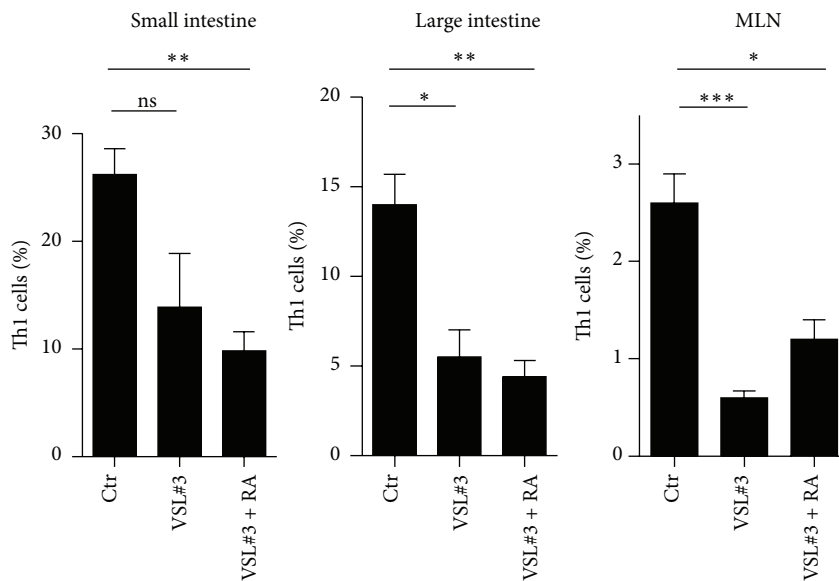 Small intestine
**
ns
30
20
10
0
Th1 cells (%)
Ctr
VSL#3
VSL#3 + RA
Large intestine
**
*
20
15
10
5
0
Th1 cells (%)
Ctr
VSL#3
VSL#3 + RA
MLN
*
***
3
2
1
0
Th1 cells (%)
Ctr
VSL#3
VSL#3 + RA